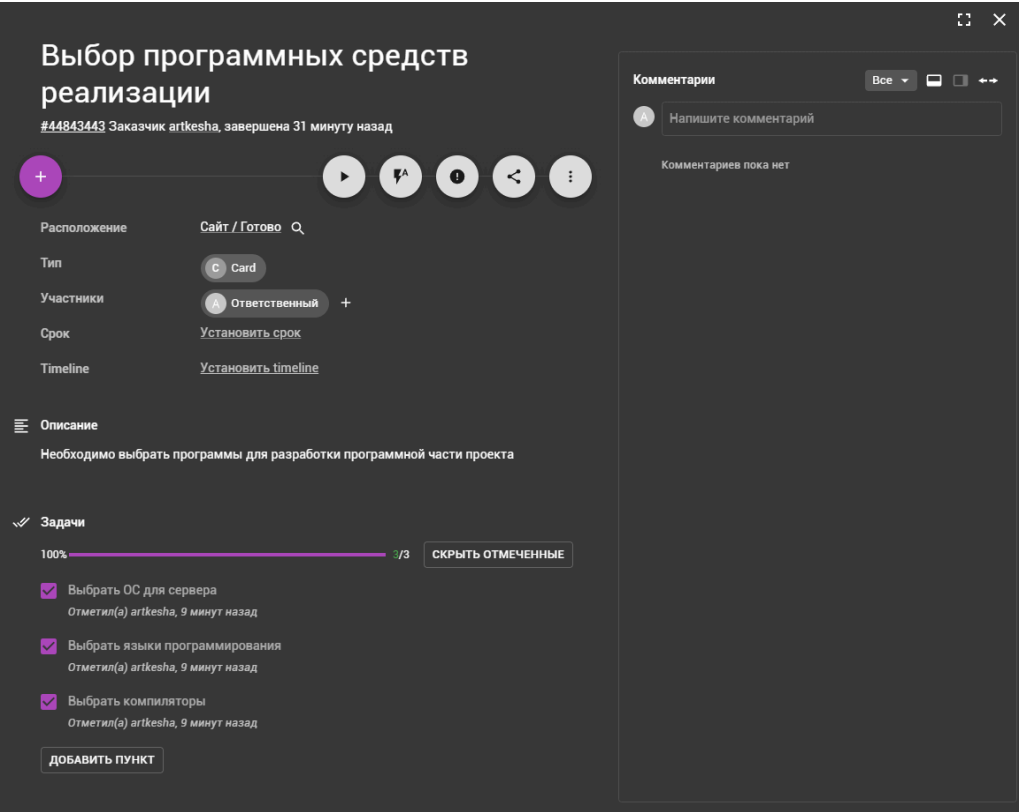 Выбор программных средств
реализации
#44843443 Заказчик artkesha, завершена 31 минуту назад
Расположение Сайт / Готово
Тип C Card
Участники A Ответственный +
Срок Установить срок
Timeline Установить timeline
Описание
Необходимо выбрать программы для разработки программной части проекта
Задачи
100% 3/3 СКРЫТЬ ОТМЕЧЕННЫЕ
Выбрать ОС для сервера
Отметил(а) artkesha, 9 минут назад
Выбрать языки программирования
Отметил(а) artkesha, 9 минут назад
Выбрать компиляторы
Отметил(а) artkesha, 9 минут назад
ДОБАВИТЬ ПУНКТ
Комментарии Все
A Напишите комментарий
Комментариев пока нет